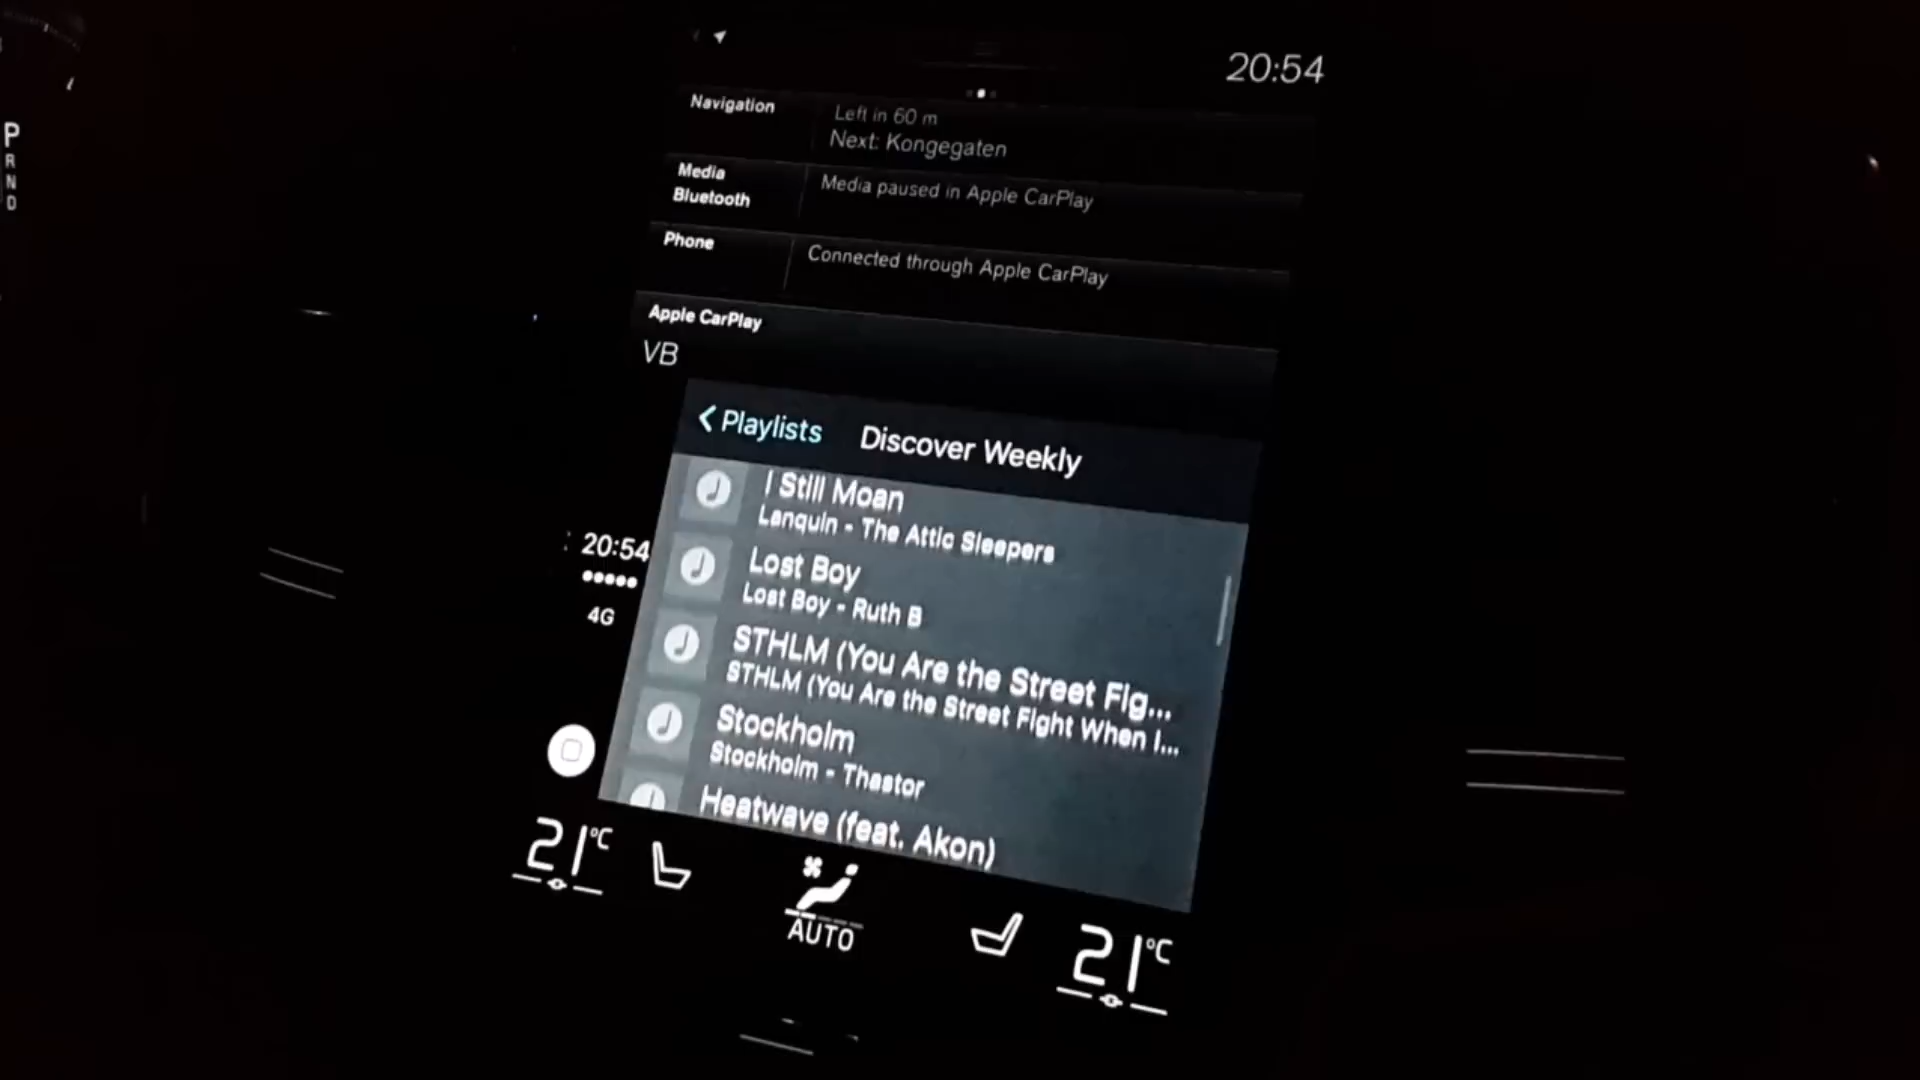 20:54
P
R
N
D
Navigation
Left in 60 m
Next: Kongegaten
Media
Bluetooth
Media paused in Apple CarPlay
Phone
Connected through Apple CarPlay
Apple CarPlay
VB
Playlists
Discover Weekly
I Still Moan
Lanquin - The Attic Sleepers
Lost Boy
Lost Boy - Ruth B
STHLM (You Are the Street Fig...
STHLM (You Are the Street Fight When I...
Stockholm
Stockholm - Thastor
Heatwave (feat. Akon)
20:54
4G
21°C
AUTO
21°C